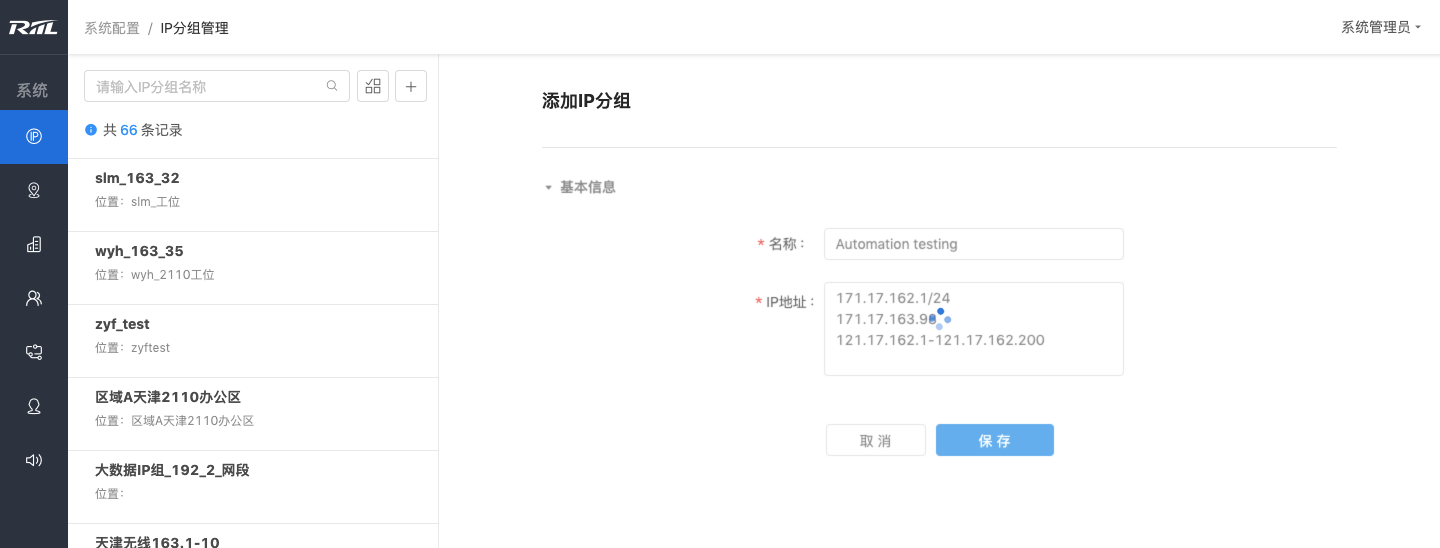 RIIL
系统配置 / IP分组管理
系统管理员
系统
请输入IP分组名称
共 66 条记录
slm_163_32
位置：slm_工位
wyh_163_35
位置：wyh_2110工位
zyf_test
位置：zyftest
区域A天津2110办公区
位置：区域A天津2110办公区
大数据IP组_192_2_网段
位置：
天津无线163.1-10
添加IP分组
基本信息
* 名称：
Automation testing
* IP地址：
171.17.162.1/24
171.17.163.98
121.17.162.1-121.17.162.200
取消
保存